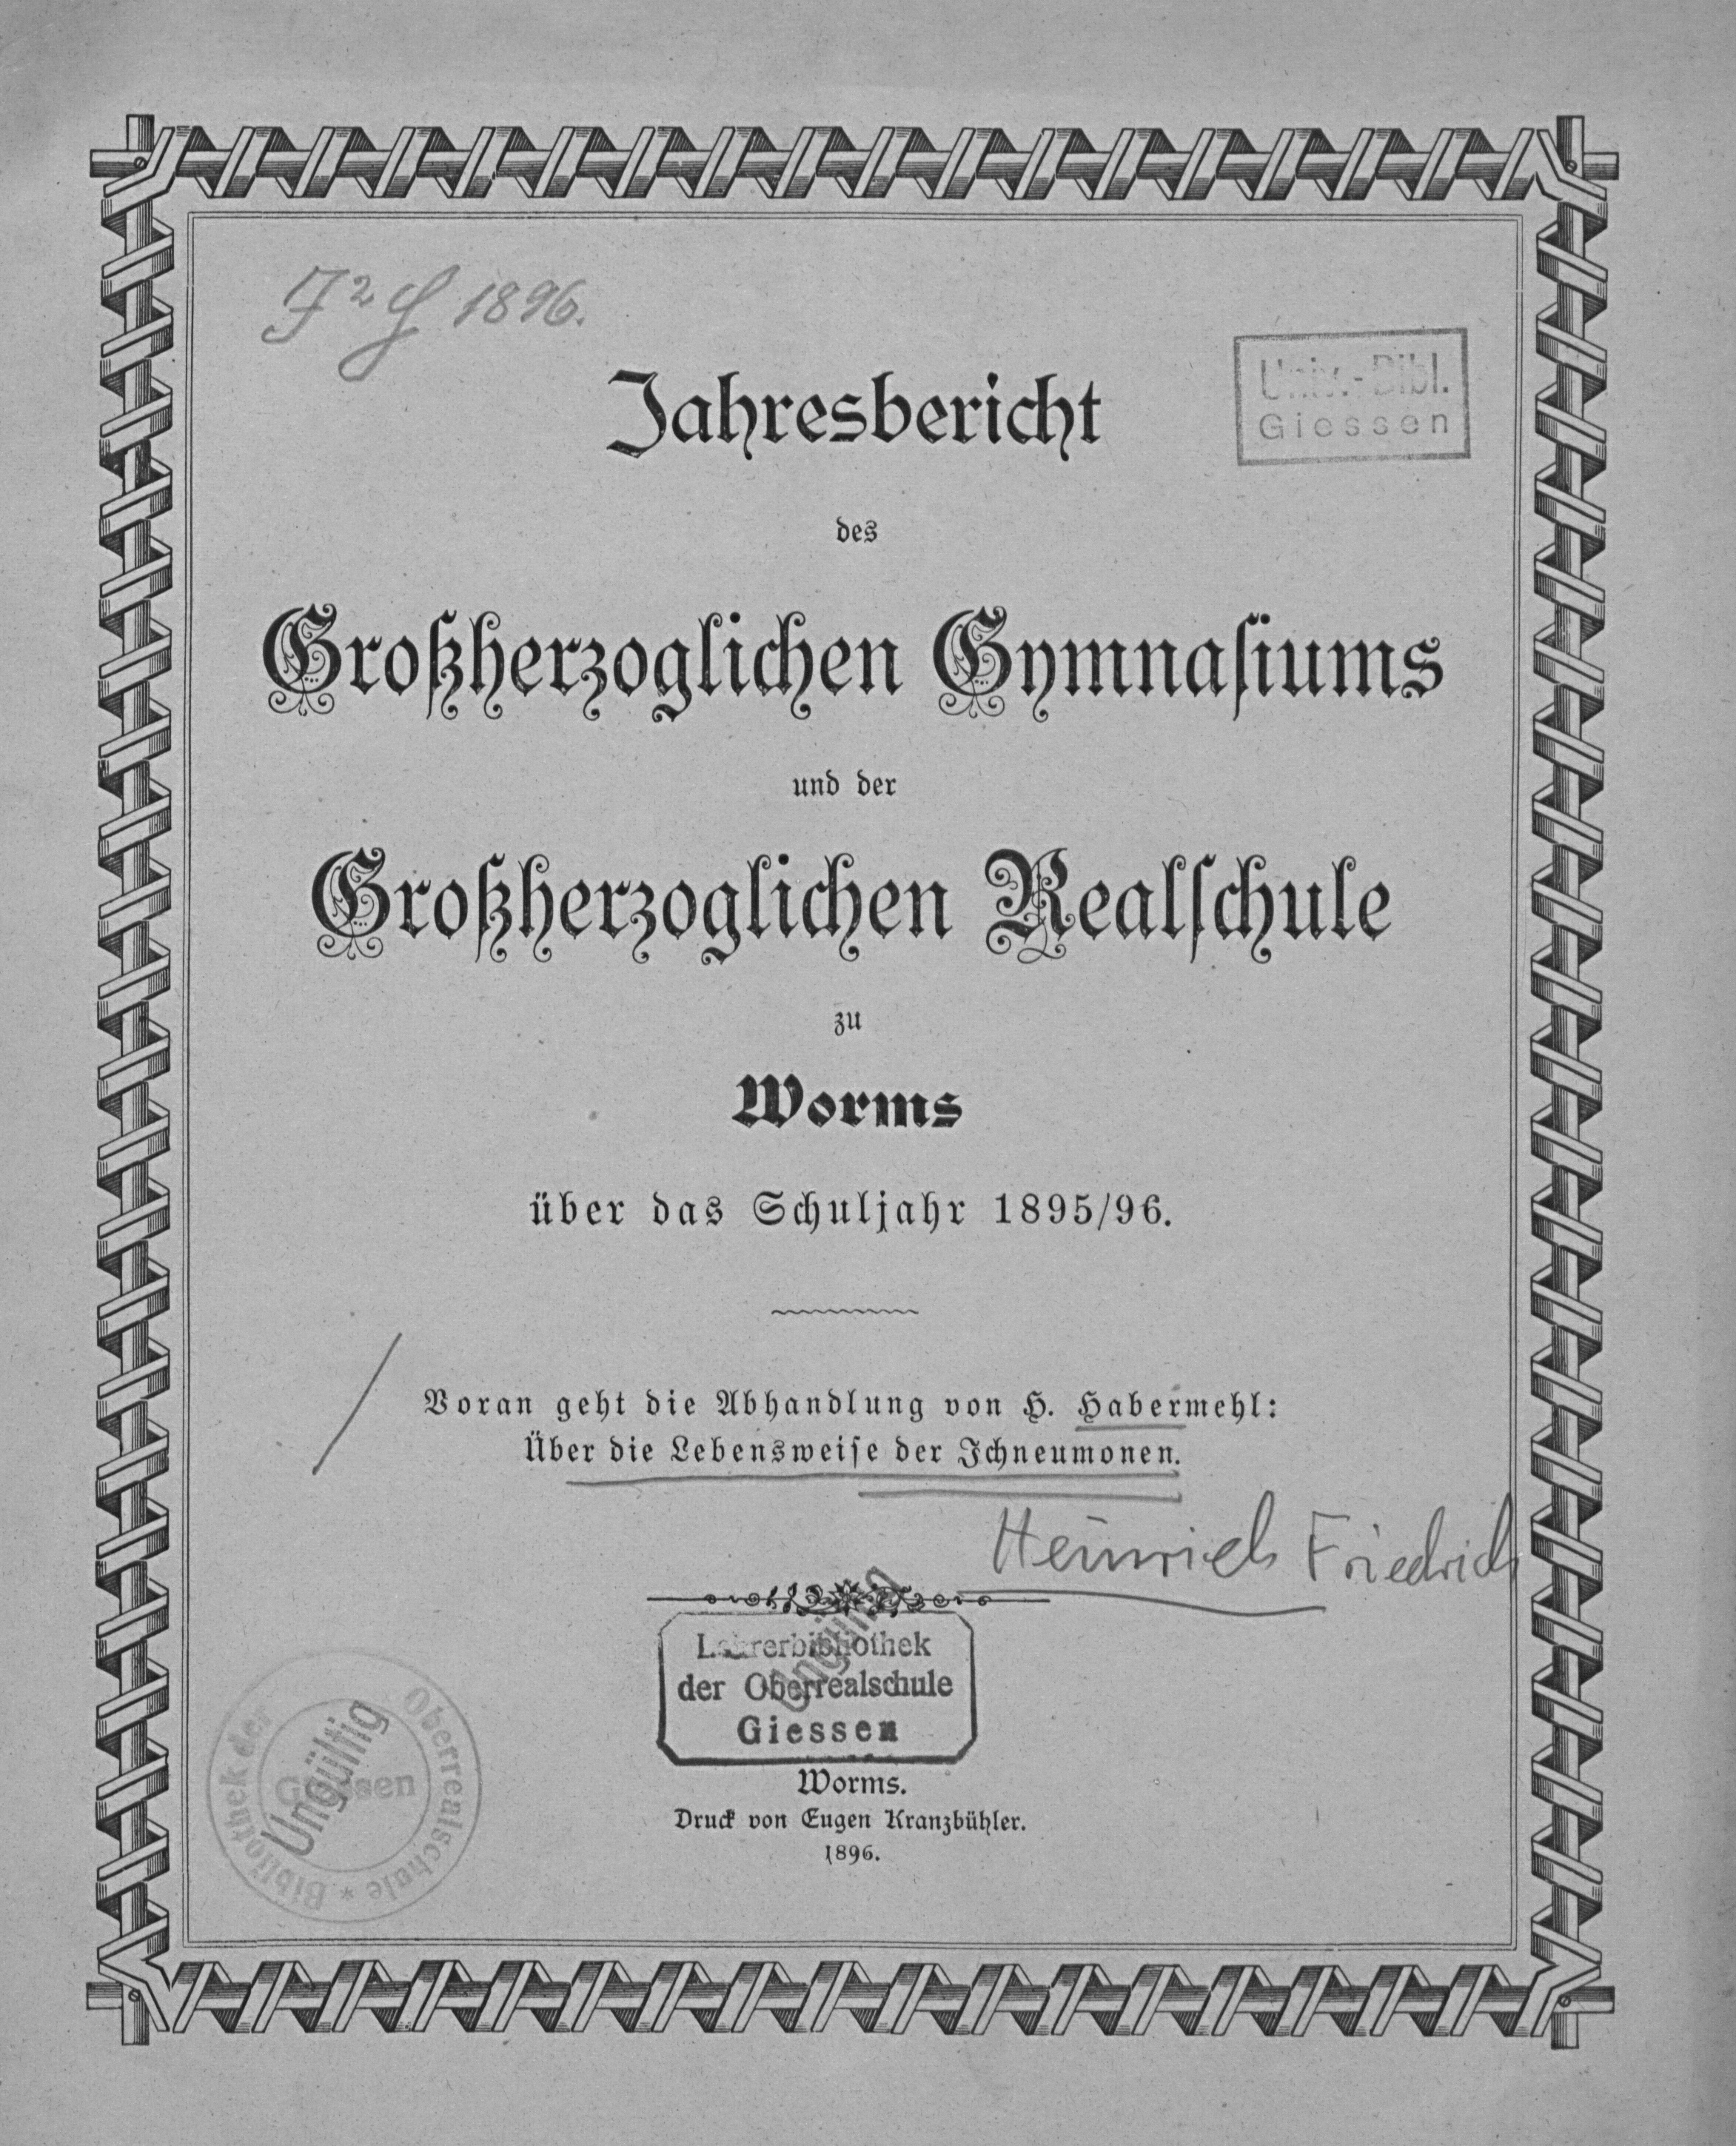 1896.
Univ.-Bibl.
Giessen
Jahresbericht
des
Großherzoglichen Gymnaſiums
und der
Großherzoglichen Realſchule
zu
Worms
über das Schuljahr 1895/96.
Voran geht die Abhandlung von H. Habermehl:
Über die Lebensweiſe der Ichneumonen.
Heinrich Friedrich
Lehrerbibliothek
der Oberrealschule
Giessen
Ungültig
Bibliothek der Oberrealschule *
Giessen
Ungültig
Worms.
Druck von Eugen Kranzbühler.
1896.